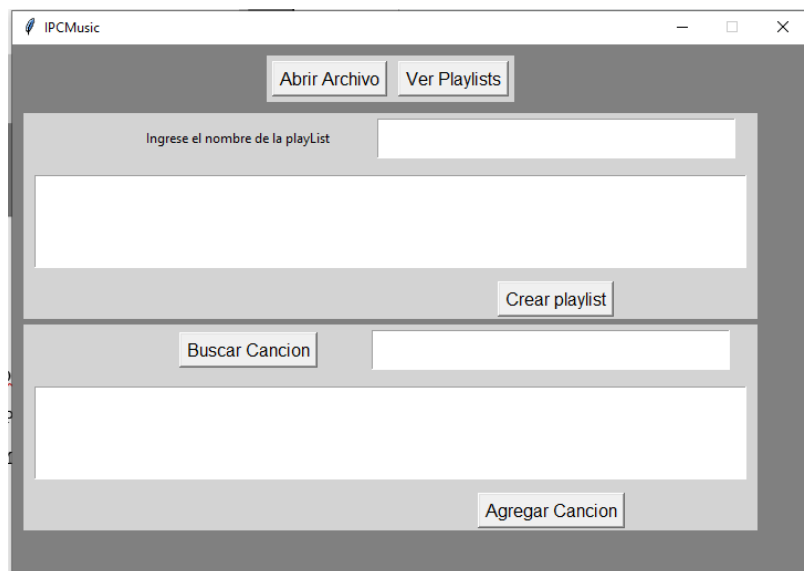 IPCMusic
Abrir Archivo Ver Playlists
Ingrese el nombre de la playList
Crear playlist
Buscar Cancion
Agregar Cancion